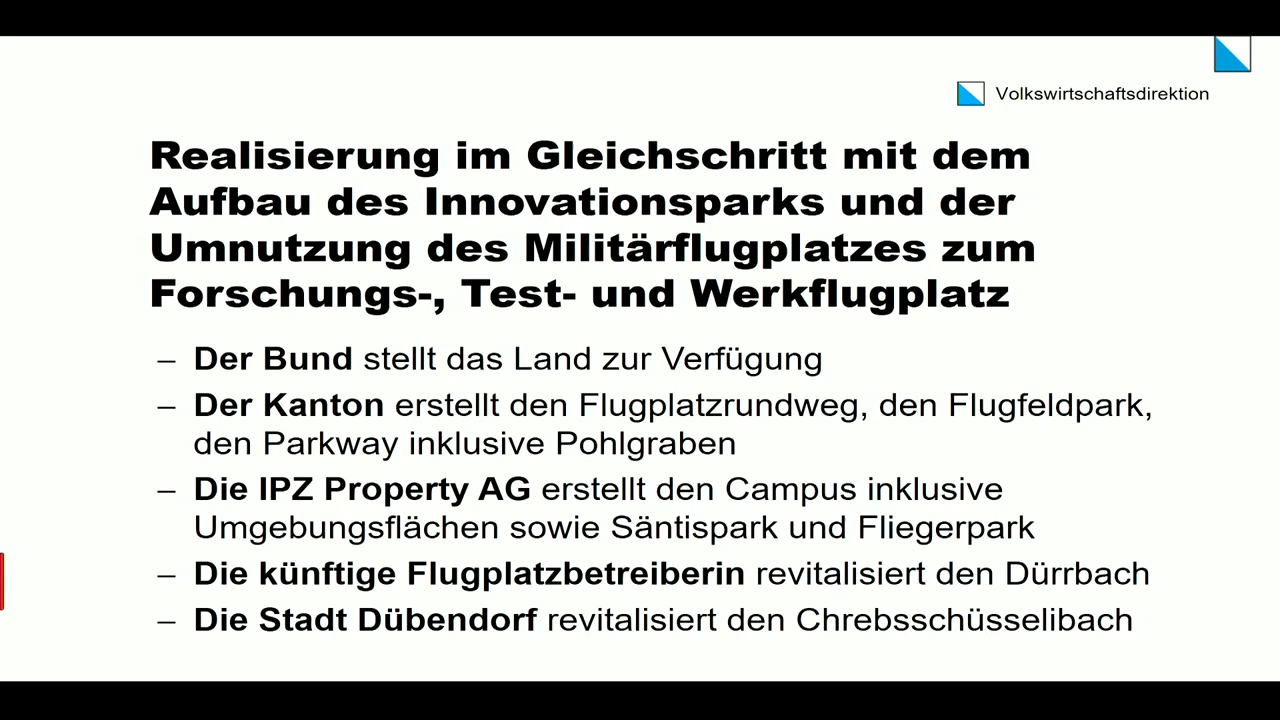 Volkswirtschaftsdirektion
Realisierung im Gleichschritt mit dem
Aufbau des Innovationsparks und der
Umnutzung des Militärflugplatzes zum
Forschungs-, Test- und Werkflugplatz
– Der Bund stellt das Land zur Verfügung
– Der Kanton erstellt den Flugplatzrundweg, den Flugfeldpark,
den Parkway inklusive Pohlgraben
– Die IPZ Property AG erstellt den Campus inklusive
Umgebungsflächen sowie Säntispark und Fliegerpark
– Die künftige Flugplatzbetreiberin revitalisiert den Dürrbach
– Die Stadt Dübendorf revitalisiert den Chrebsschüsselibach